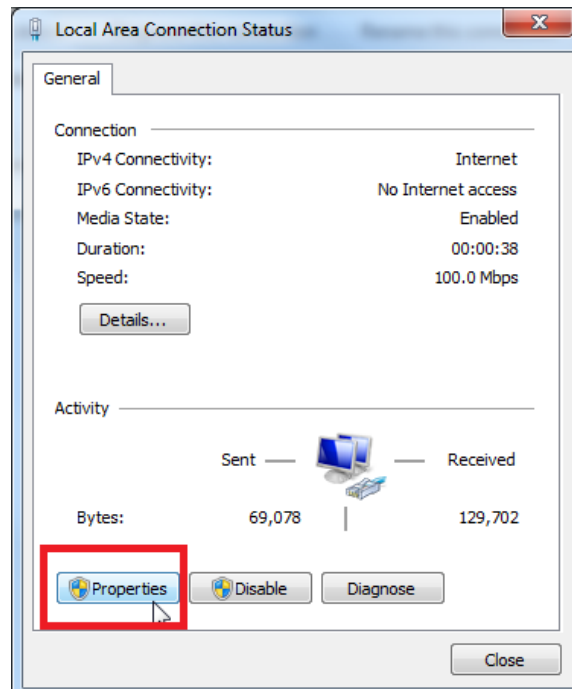 Local Area Connection Status
General
Connection
IPv4 Connectivity: Internet
IPv6 Connectivity: No Internet access
Media State: Enabled
Duration: 00:00:38
Speed: 100.0 Mbps
Details...
Activity
Sent Received
Bytes: 69,078 129,702
Properties Disable Diagnose
Close